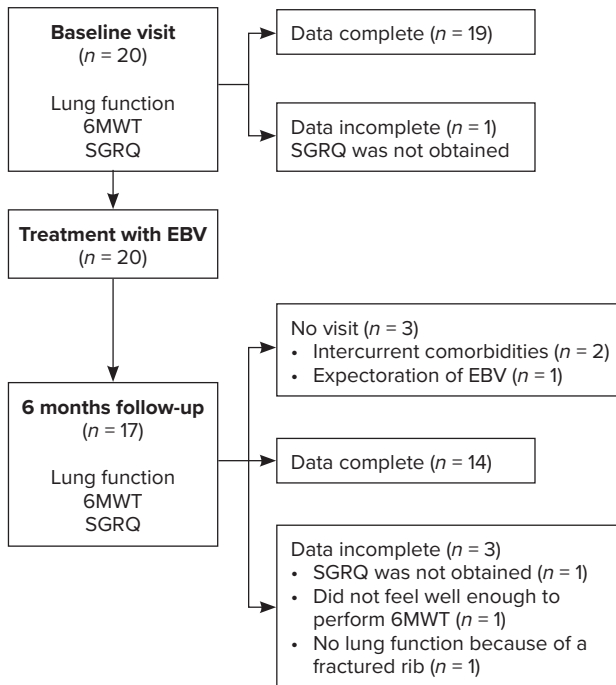 Baseline visit
(n = 20)
Lung function
6MWT
SGRQ
Data complete (n = 19)
Data incomplete (n = 1)
SGRQ was not obtained
Treatment with EBV
(n = 20)
No visit (n = 3)
• Intercurrent comorbidities (n = 2)
• Expectoration of EBV (n = 1)
6 months follow-up
(n = 17)
Lung function
6MWT
SGRQ
Data complete (n = 14)
Data incomplete (n = 3)
• SGRQ was not obtained (n = 1)
• Did not feel well enough to
perform 6MWT (n = 1)
• No lung function because of a
fractured rib (n = 1)